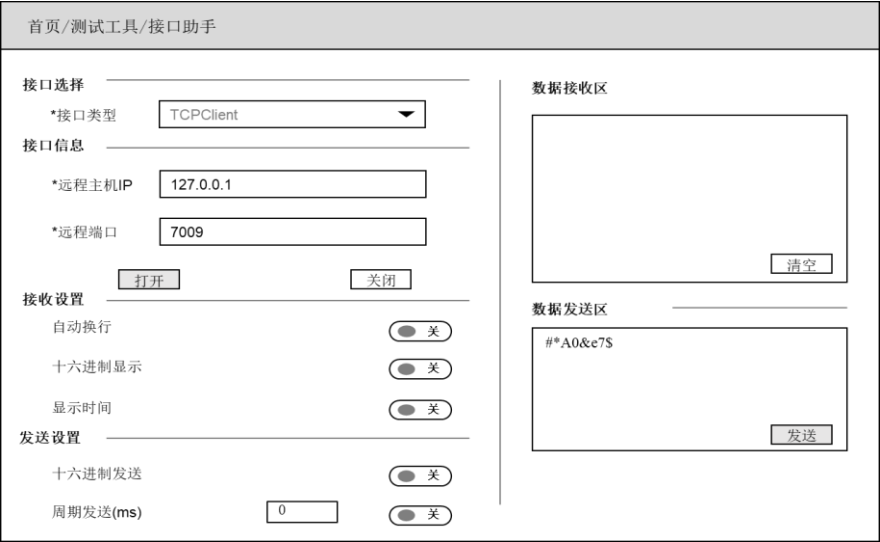 首页/测试工具/接口助手
接口选择
*接口类型 TCPClient
接口信息
*远程主机IP 127.0.0.1
*远程端口 7009
打开 关闭
接收设置
自动换行 关
十六进制显示 关
显示时间 关
发送设置
十六进制发送 关
周期发送(ms) 0 关
数据接收区
清空
数据发送区
#*A0&e7$
发送